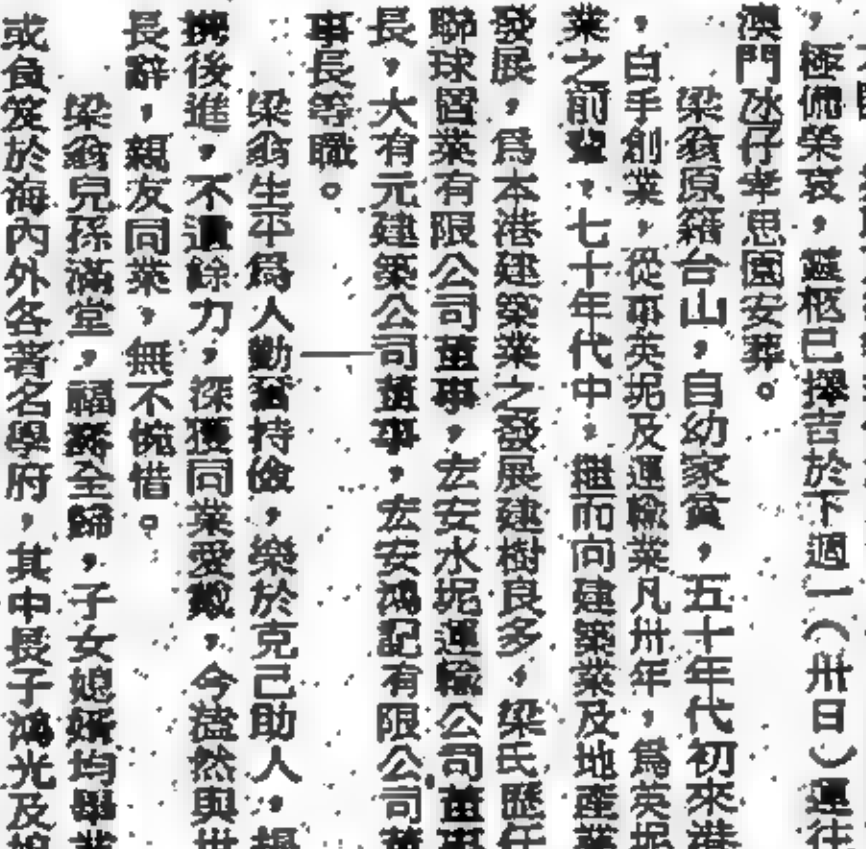 ，極備榮哀，靈柩已擇吉於下週一（卅日）運往
澳門氹仔孝思園安葬。
梁翁原籍台山，自幼家貧，五十年代初來港
，白手創業，從事英坭及運輸業凡卅年，爲英坭
業之前輩，七十年代中，繼而向建築業及地產業
發展，爲本港建築業之發展建樹良多，梁氏歷任
聯球置業有限公司董事，宏安水坭運輸公司董事
長，大有元建築公司董事，宏安鴻記有限公司董
事長等職。
梁翁生平爲人勤奮持儉，樂於克己助人，提
携後進，不遺餘力，深獲同業愛戴，今溘然與世
長辭，親友同業，無不惋惜。
梁翁兒孫滿堂，福壽全歸，子女媳婿均畢業
或負笈於海內外各著名學府，其中長子鴻光及媳